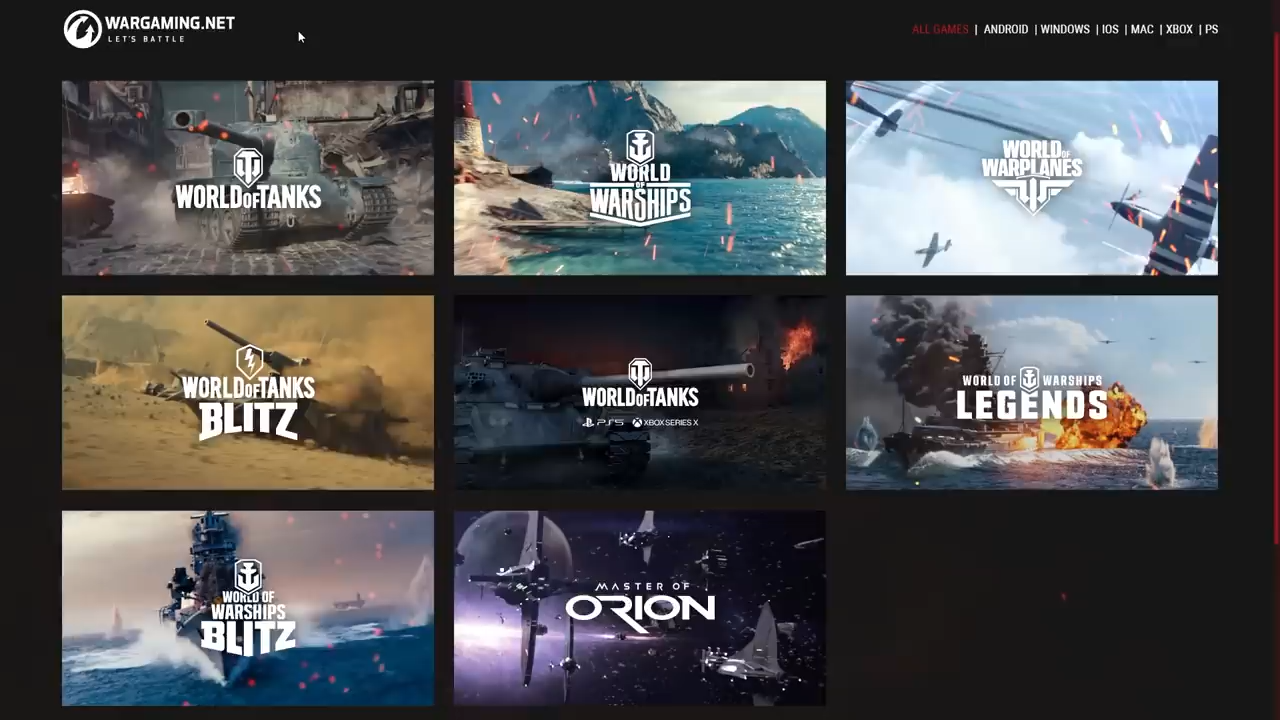 WARGAMING.NET
LET'S BATTLE
ALL GAMES | ANDROID | WINDOWS | IOS | MAC | XBOX | PS
WORLD OF TANKS
WORLD
OF
WARSHIPS
WORLD OF
WARPLANES
WORLD OF TANKS
BLITZ
WORLD OF TANKS
PS5 XBOX SERIES X
WORLD OF WARSHIPS
LEGENDS
WORLD OF
WARSHIPS
BLITZ
MASTER OF
ORION